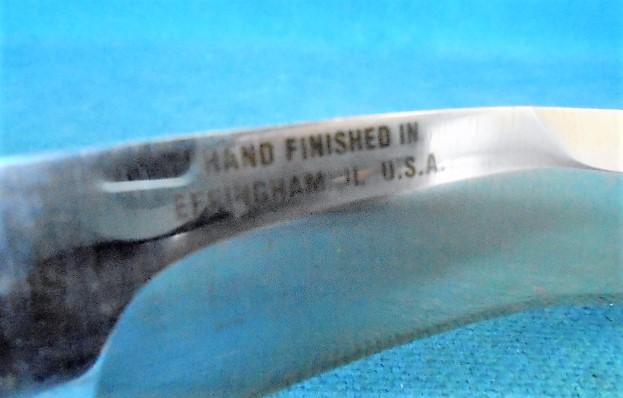 HAND FINISHED IN
EFFINGHAM IL U.S.A.